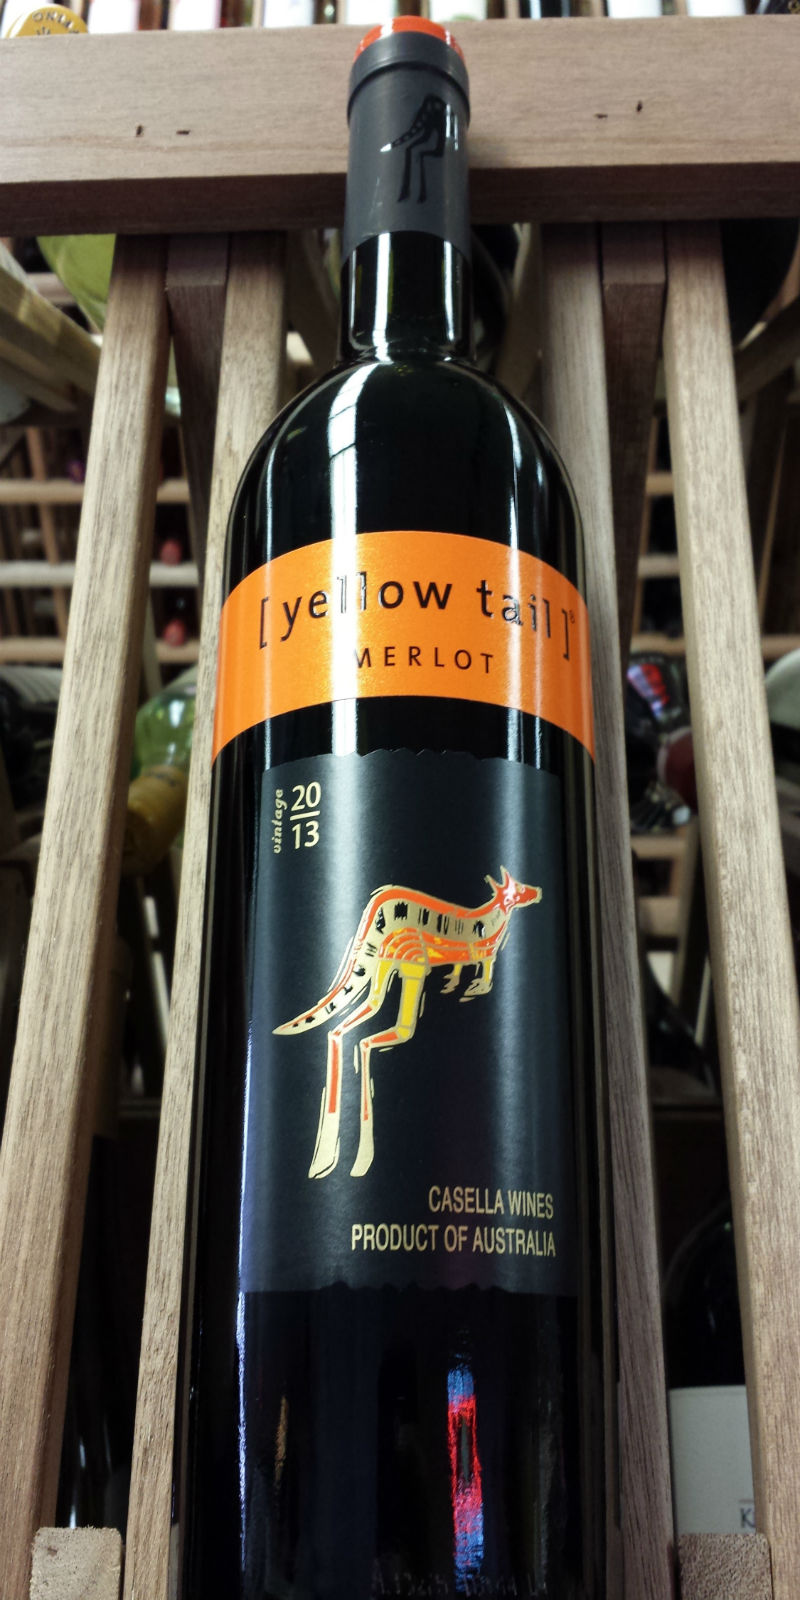 [ yellow tail ]®
MERLOT
vintage 20
13
CASELLA WINES
PRODUCT OF AUSTRALIA